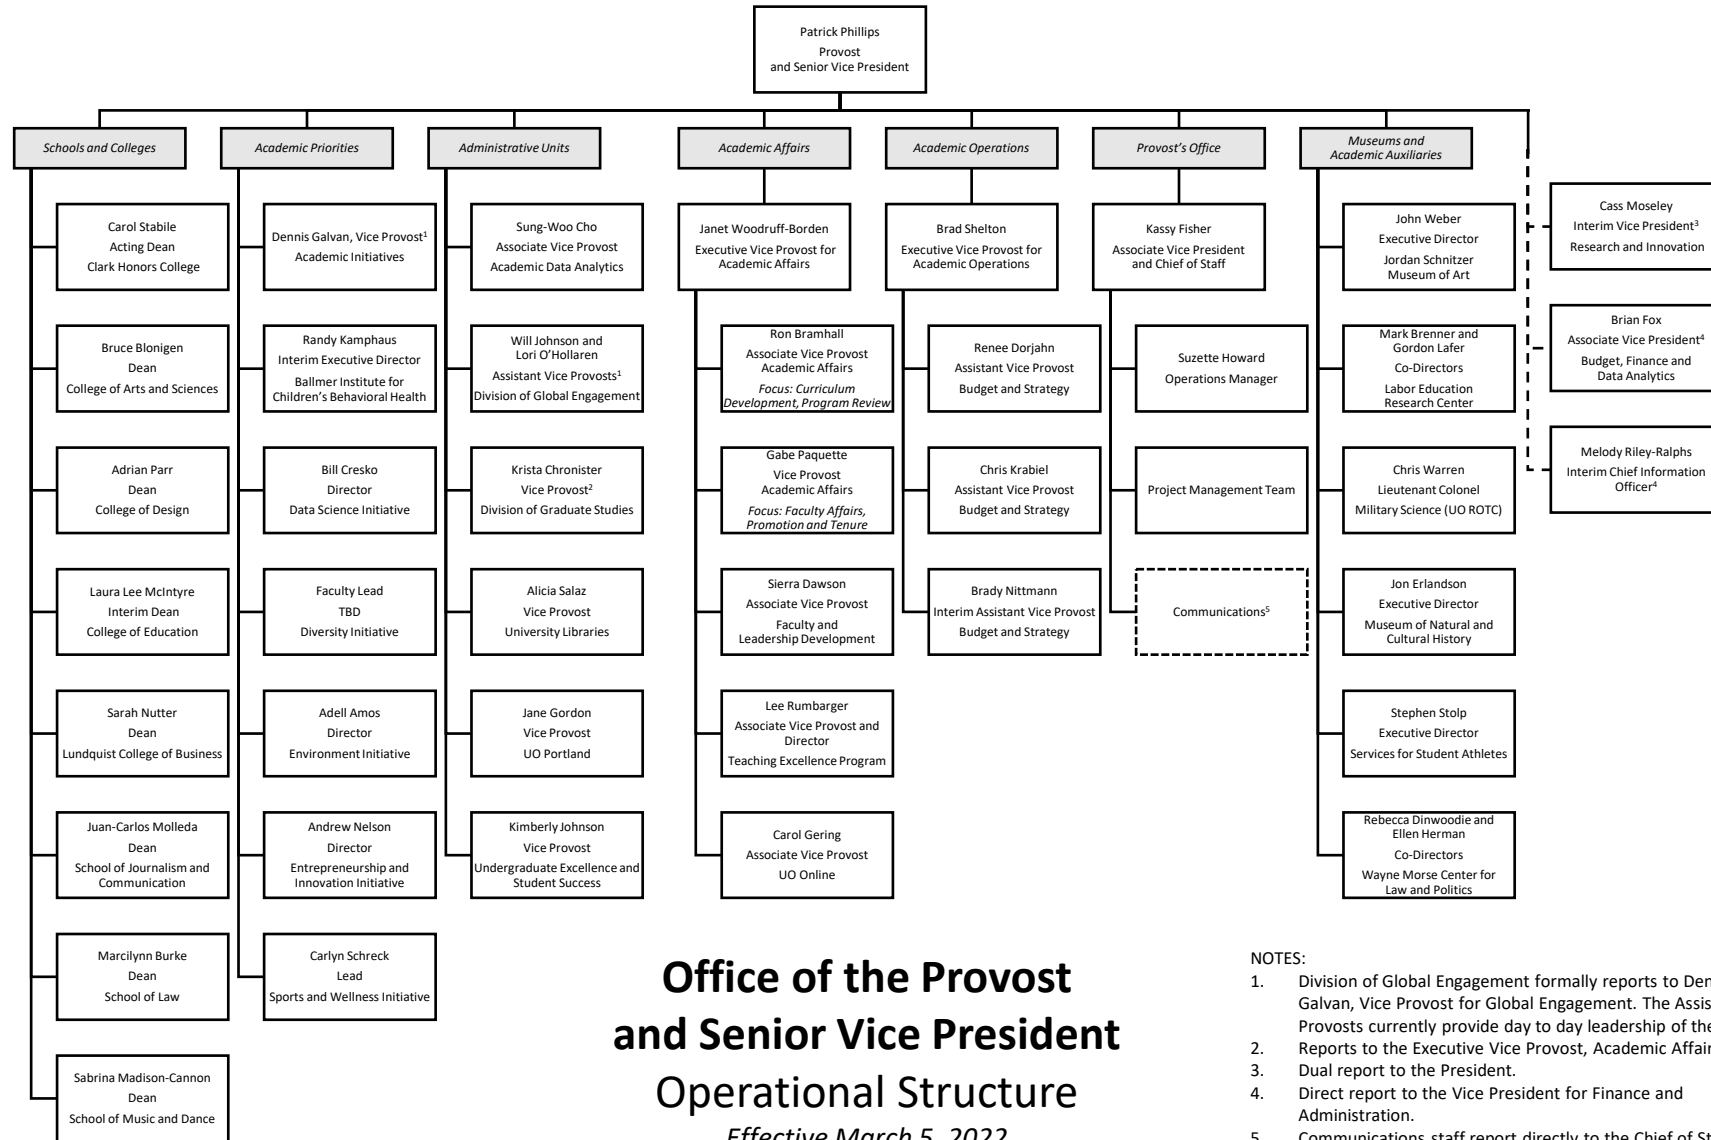 Patrick Phillips
Provost
and Senior Vice President
Schools and Colleges
Academic Priorities
Administrative Units
Academic Affairs
Academic Operations
Provost's Office
Museums and
Academic Auxiliaries
Carol Stabile
Acting Dean
Clark Honors College
Bruce Blonigen
Dean
College of Arts and Sciences
Adrian Parr
Dean
College of Design
Laura Lee McIntyre
Interim Dean
College of Education
Sarah Nutter
Dean
Lundquist College of Business
Juan-Carlos Molleda
Dean
School of Journalism and
Communication
Marcilynn Burke
Dean
School of Law
Sabrina Madison-Cannon
Dean
School of Music and Dance
Dennis Galvan, Vice Provost¹
Academic Initiatives
Randy Kamphaus
Interim Executive Director
Ballmer Institute for
Children's Behavioral Health
Bill Cresko
Director
Data Science Initiative
Faculty Lead
TBD
Diversity Initiative
Adell Amos
Director
Environment Initiative
Andrew Nelson
Director
Entrepreneurship and
Innovation Initiative
Carlyn Schreck
Lead
Sports and Wellness Initiative
Sung-Woo Cho
Associate Vice Provost
Academic Data Analytics
Will Johnson and
Lori O'Hollaren
Assistant Vice Provosts¹
Division of Global Engagement
Krista Chronister
Vice Provost²
Division of Graduate Studies
Alicia Salaz
Vice Provost
University Libraries
Jane Gordon
Vice Provost
UO Portland
Kimberly Johnson
Vice Provost
Undergraduate Excellence and
Student Success
Janet Woodruff-Borden
Executive Vice Provost for
Academic Affairs
Ron Bramhall
Associate Vice Provost
Academic Affairs
Focus: Curriculum
Development, Program Review
Gabe Paquette
Vice Provost
Academic Affairs
Focus: Faculty Affairs,
Promotion and Tenure
Sierra Dawson
Associate Vice Provost
Faculty and
Leadership Development
Lee Rumbarger
Associate Vice Provost and
Director
Teaching Excellence Program
Carol Gering
Associate Vice Provost
UO Online
Brad Shelton
Executive Vice Provost for
Academic Operations
Renee Dorjahn
Assistant Vice Provost
Budget and Strategy
Chris Krabiel
Assistant Vice Provost
Budget and Strategy
Brady Nittmann
Interim Assistant Vice Provost
Budget and Strategy
Kassy Fisher
Associate Vice President
and Chief of Staff
Suzette Howard
Operations Manager
Project Management Team
Communications⁵
John Weber
Executive Director
Jordan Schnitzer
Museum of Art
Mark Brenner and
Gordon Lafer
Co-Directors
Labor Education
Research Center
Chris Warren
Lieutenant Colonel
Military Science (UO ROTC)
Jon Erlandson
Executive Director
Museum of Natural and
Cultural History
Stephen Stolp
Executive Director
Services for Student Athletes
Rebecca Dinwoodie and
Ellen Herman
Co-Directors
Wayne Morse Center for
Law and Politics
Cass Moseley
Interim Vice President³
Research and Innovation
Brian Fox
Associate Vice President⁴
Budget, Finance and
Data Analytics
Melody Riley-Ralphs
Interim Chief Information
Officer⁴
Office of the Provost
and Senior Vice President
Operational Structure
Effective March 5, 2022
NOTES:
1. Division of Global Engagement formally reports to
Galvan, Vice Provost for Global Engagement. The
Provosts currently provide day to day leadership of
2. Reports to the Executive Vice Provost, Academic
3. Dual report to the President.
4. Direct report to the Vice President for Finance and
Administration.
5. Communications staff report directly to the Chief of